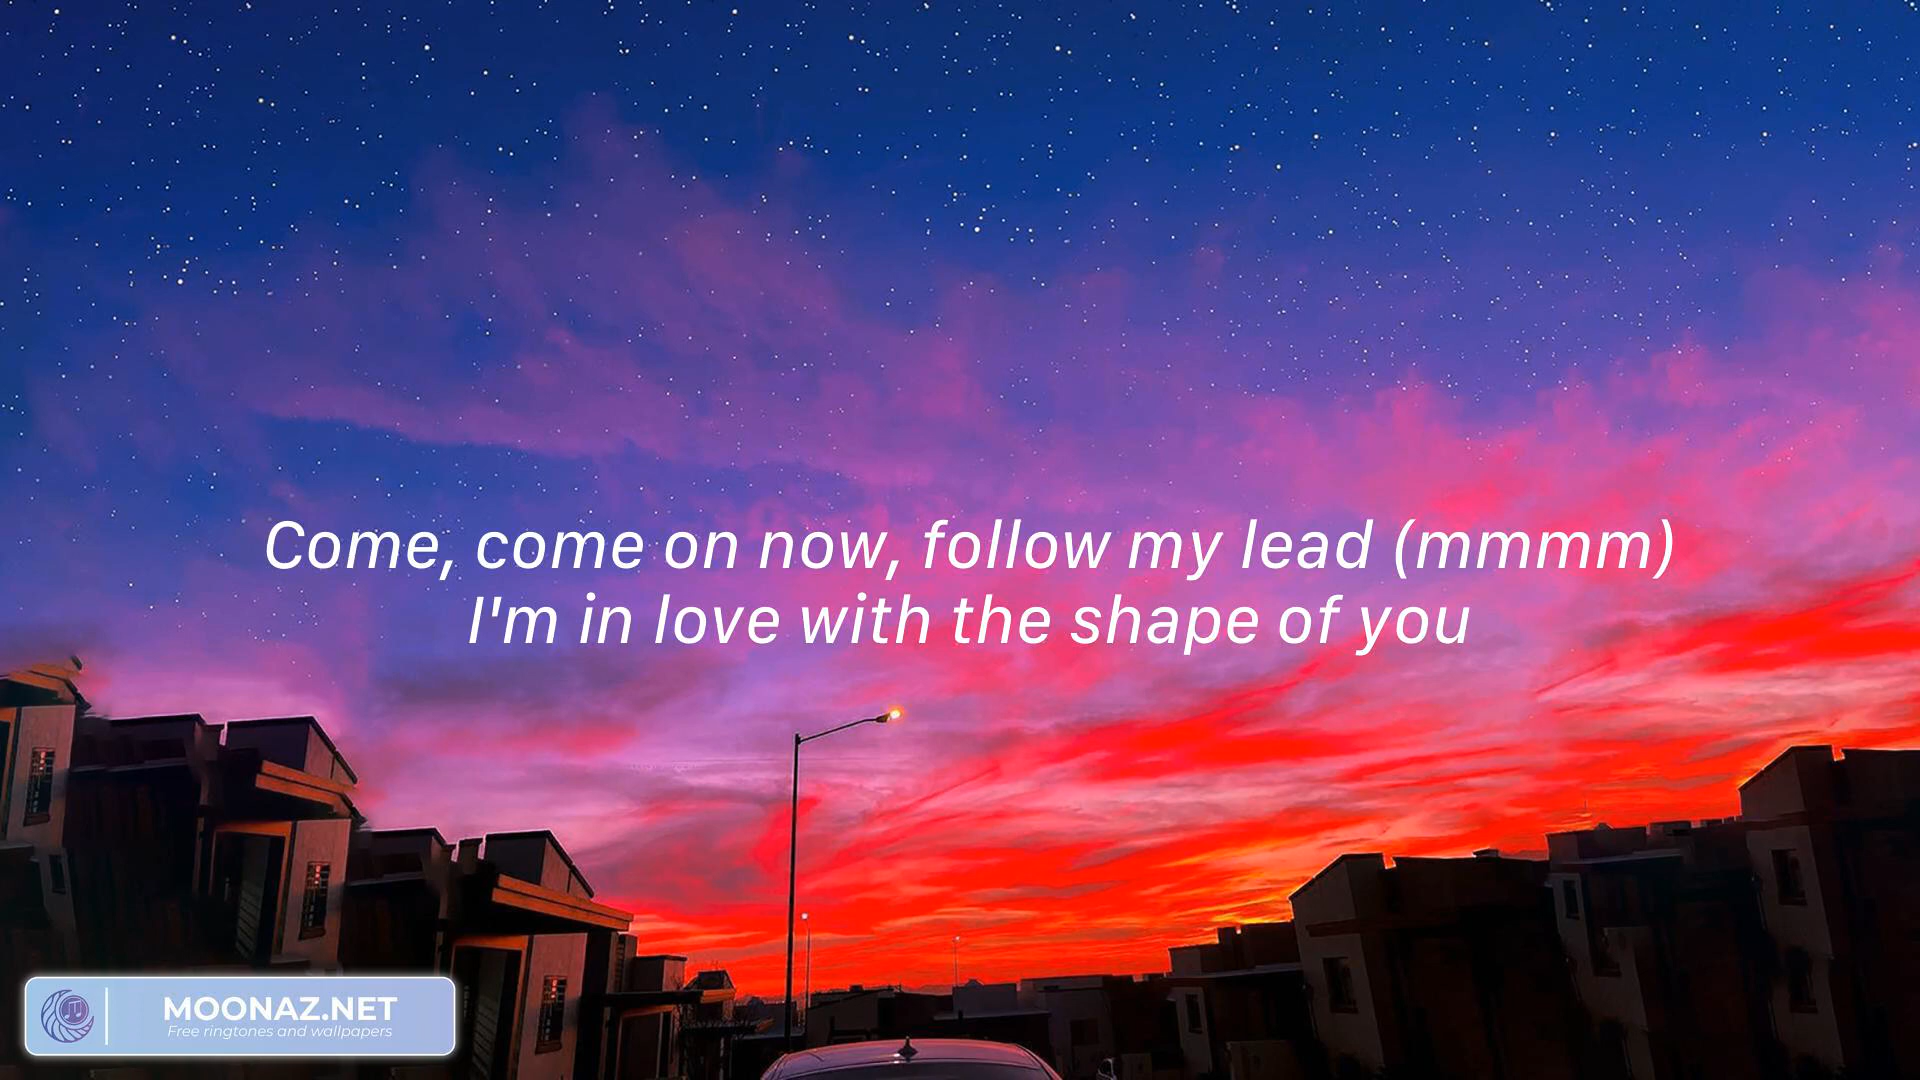 Come, come on now, follow my lead (mmmm)
I'm in love with the shape of you
MOONAZ.NET
Free ringtones and wallpapers